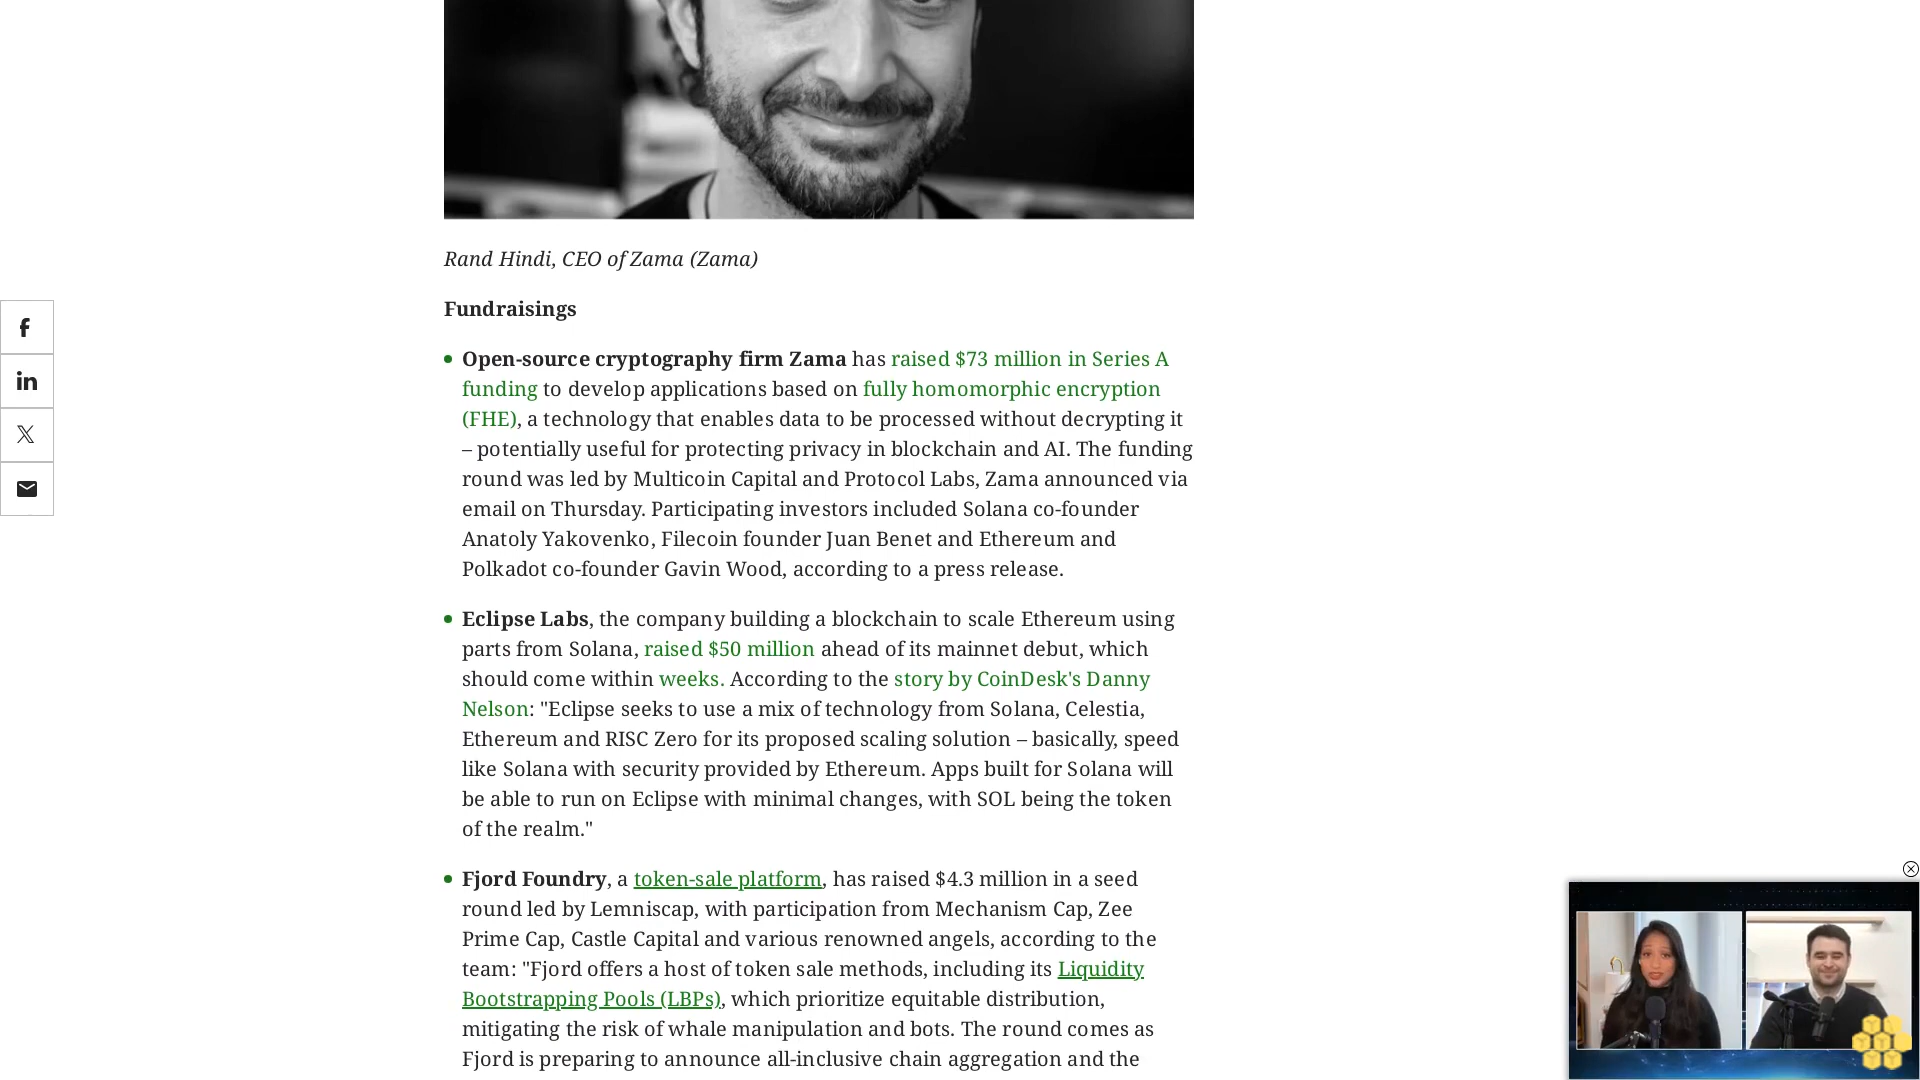 Rand Hindi, CEO of Zama (Zama)
Fundraisings
Open-source cryptography firm Zama has raised $73 million in Series A
funding to develop applications based on fully homomorphic encryption
(FHE), a technology that enables data to be processed without decrypting it
– potentially useful for protecting privacy in blockchain and AI. The funding
round was led by Multicoin Capital and Protocol Labs, Zama announced via
email on Thursday. Participating investors included Solana co-founder
Anatoly Yakovenko, Filecoin founder Juan Benet and Ethereum and
Polkadot co-founder Gavin Wood, according to a press release.
Eclipse Labs, the company building a blockchain to scale Ethereum using
parts from Solana, raised $50 million ahead of its mainnet debut, which
should come within weeks. According to the story by CoinDesk's Danny
Nelson: "Eclipse seeks to use a mix of technology from Solana, Celestia,
Ethereum and RISC Zero for its proposed scaling solution – basically, speed
like Solana with security provided by Ethereum. Apps built for Solana will
be able to run on Eclipse with minimal changes, with SOL being the token
of the realm."
Fjord Foundry, a token-sale platform, has raised $4.3 million in a seed
round led by Lemniscap, with participation from Mechanism Cap, Zee
Prime Cap, Castle Capital and various renowned angels, according to the
team: "Fjord offers a host of token sale methods, including its Liquidity
Bootstrapping Pools (LBPs), which prioritize equitable distribution,
mitigating the risk of whale manipulation and bots. The round comes as
Fjord is preparing to announce all-inclusive chain aggregation and the